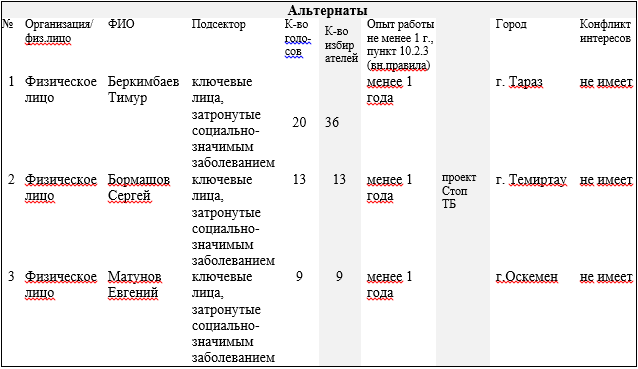 Альтернаты
№ Организация/ ФИО Подсектор К-во Опыт работы Город Конфликт
физ.лицо голо- К-во не менее 1 г., интересов
сов избир пункт 10.2.3
ателей (вн.правила)
1 Физическое Беркимбаев ключевые менее 1 г. Тараз не имеет
лицо Тимур лица, года
затронутые 20 36
социально-
значимым
заболеванием
2 Физическое Бормашов ключевые 13 13 менее 1 проект г. Темиртау не имеет
лицо Сергей лица, года Стоп
затронутые ТБ
социально-
значимым
заболеванием
3 Физическое Матунов ключевые 9 9 менее 1 г.Оскемен не имеет
лицо Евгений лица, года
затронутые
социально-
значимым
заболеванием